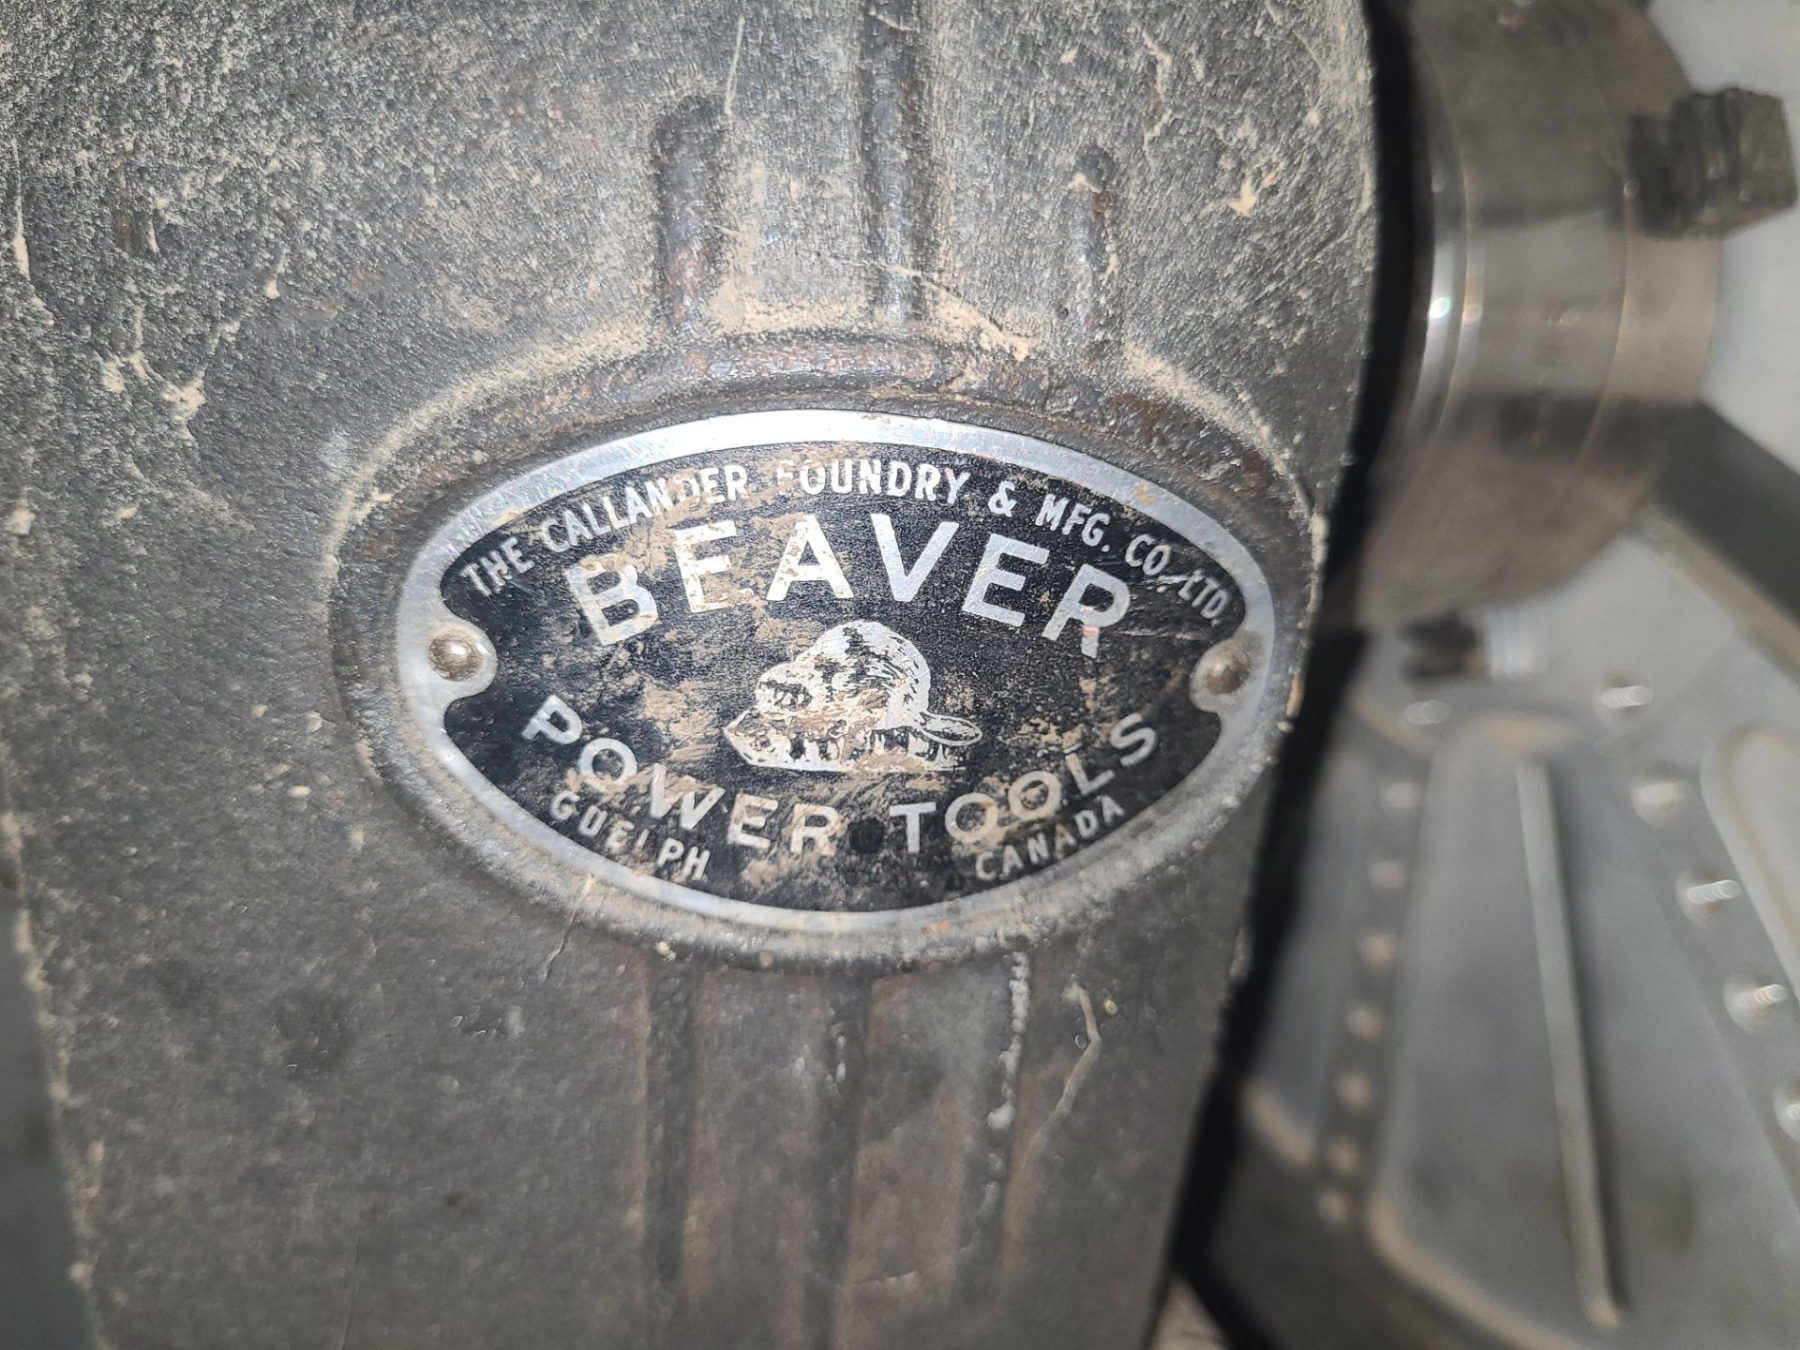 THE CALLANDER FOUNDRY & MFG. CO. LTD.
BEAVER
POWER TOOLS
GUELPH CANADA